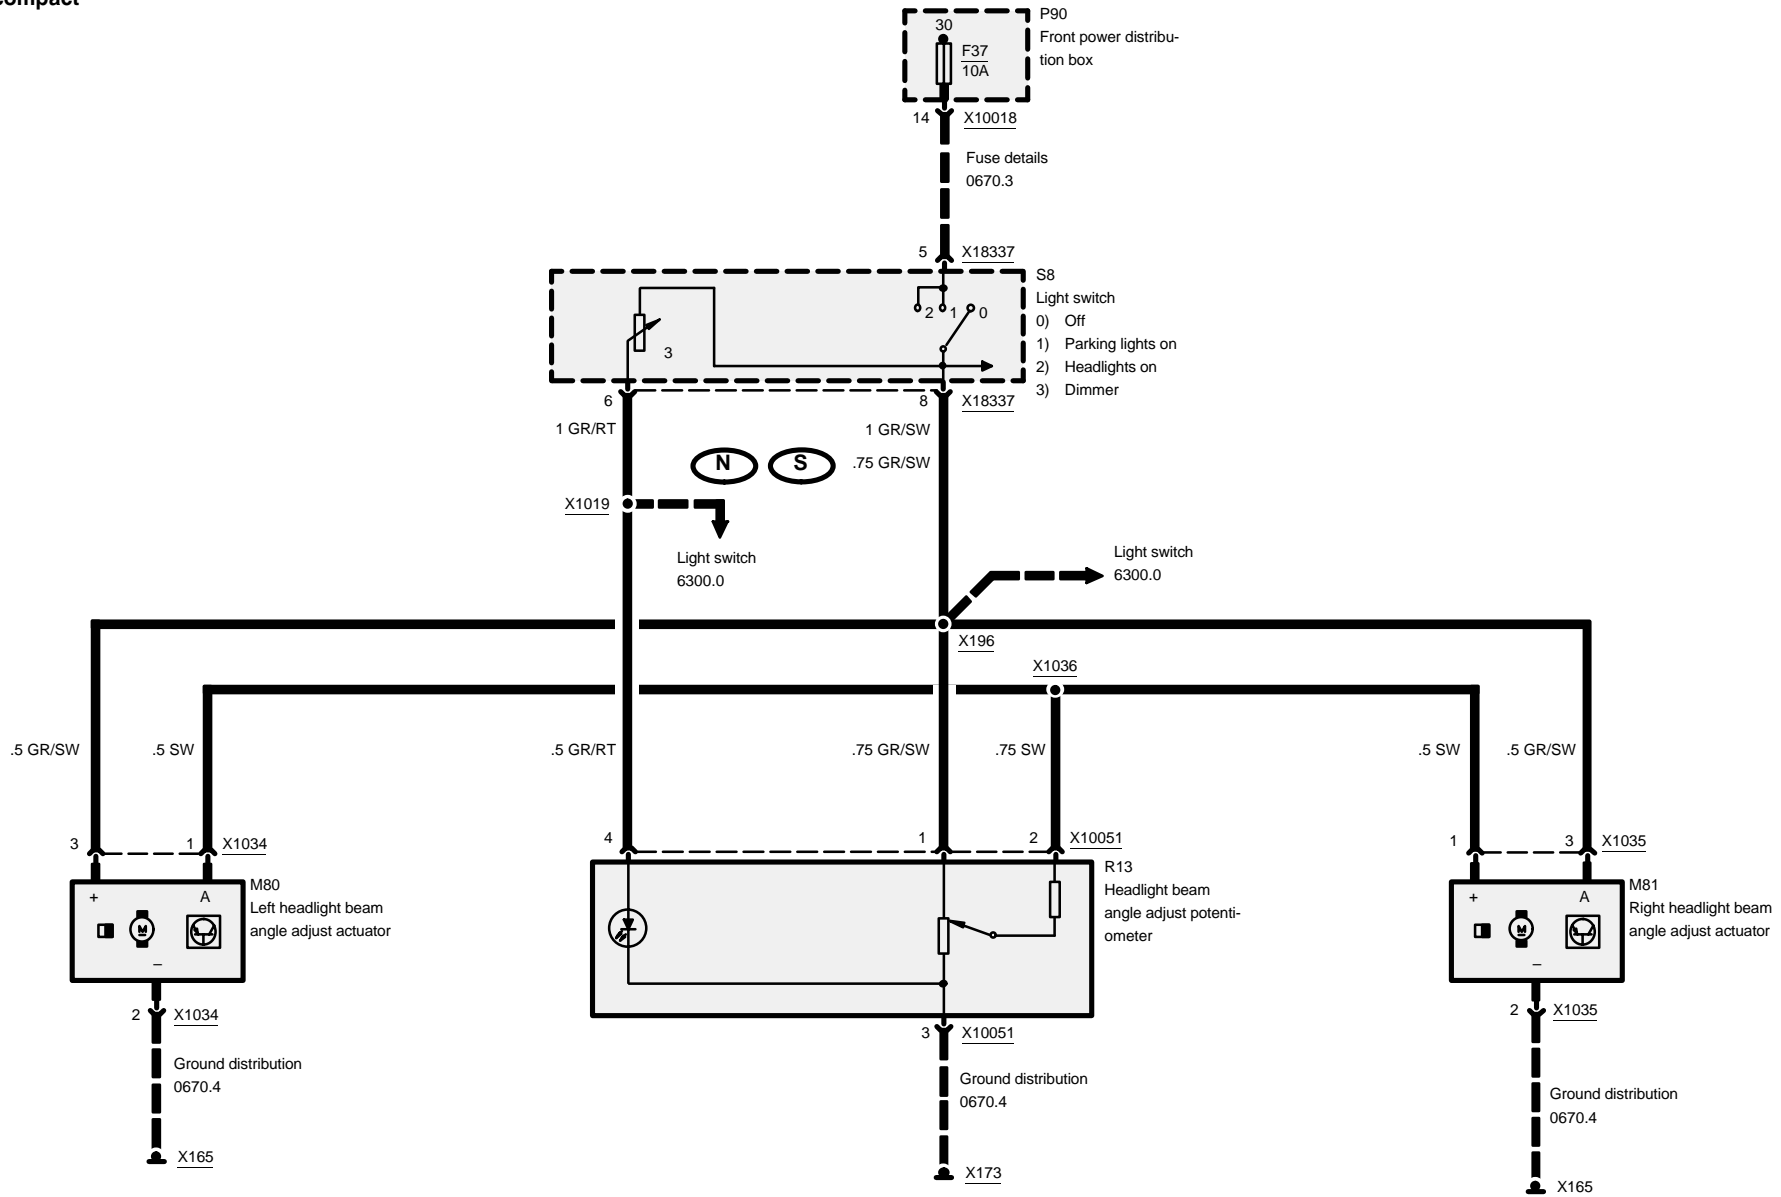 compact
P90
30
Front power distribu-
F37
tion box
10A
14 X10018
Fuse details
0670.3
5 X18337
S8
Light switch
2 1 0
0) Off
1) Parking lights on
3
2) Headlights on
3) Dimmer
6 8 X18337
1 GR/RT 1 GR/SW
N S .75 GR/SW
X1019
Light switch
6300.0
Light switch
6300.0
X196
X1036
.5 GR/SW .5 SW .5 GR/RT .75 GR/SW .75 SW .5 SW .5 GR/SW
3 1 X1034 4 1 2 X10051 1 3 X1035
M80
+ A
Left headlight beam
angle adjust actuator
M
–
R13
Headlight beam
angle adjust potenti-
ometer
M81
+ A
Right headlight beam
angle adjust actuator
M
–
2 X1034
3 X10051
2 X1035
Ground distribution
0670.4
Ground distribution
0670.4
Ground distribution
0670.4
X165
X173
X165